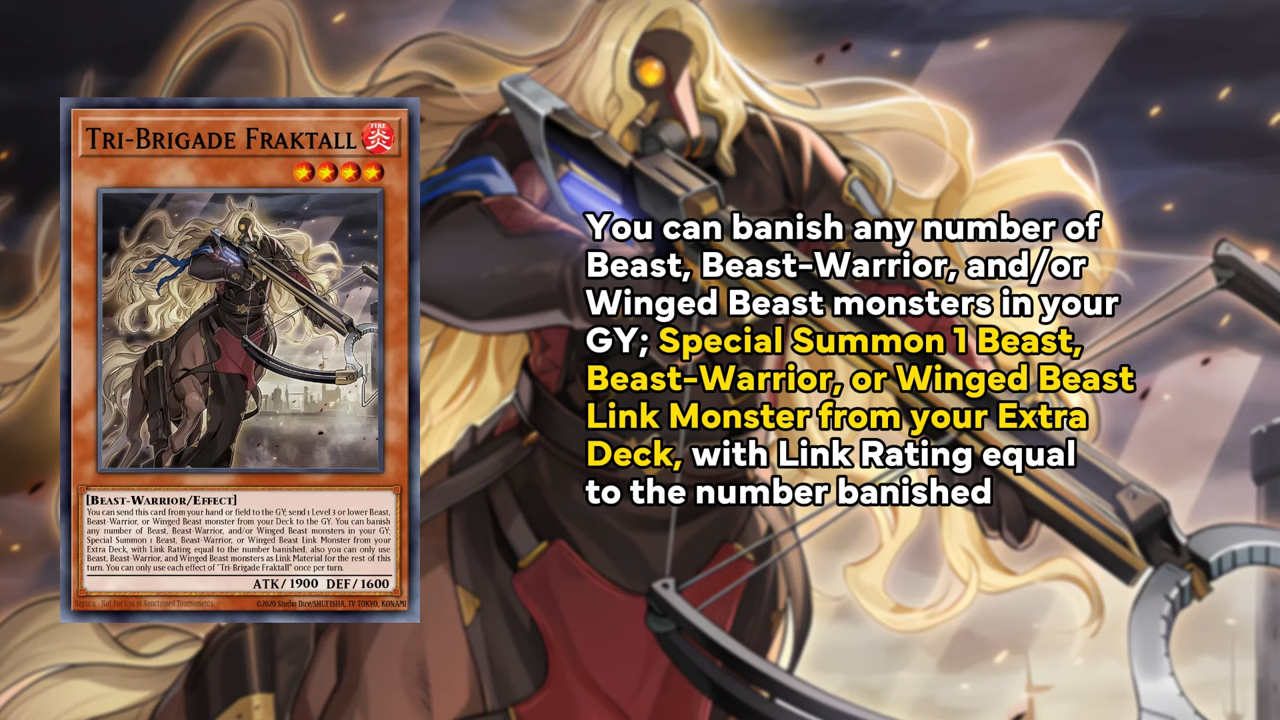 TRI-BRIGADE FRAKTALL
FIRE
炎
[BEAST-WARRIOR/EFFECT]
You can send this card from your hand or field to the GY; send 1 Level 3 or lower Beast,
Beast-Warrior, or Winged Beast monster from your Deck to the GY. You can banish
any number of Beast, Beast-Warrior, and/or Winged Beast monsters in your GY;
Special Summon 1 Beast, Beast-Warrior, or Winged Beast Link Monster from your
Extra Deck, with Link Rating equal to the number banished, also you can only use
Beast, Beast-Warrior, and Winged Beast monsters as Link Material for the rest of this
turn. You can only use each effect of "Tri-Brigade Fraktall" once per turn.
ATK/1900 DEF/1600
Replica - Not For Use in Sanctioned Tournaments
©2020 Studio Dice/SHUEISHA, TV TOKYO, KONAMI
You can banish any number of
Beast, Beast-Warrior, and/or
Winged Beast monsters in your
GY; Special Summon 1 Beast,
Beast-Warrior, or Winged Beast
Link Monster from your Extra
Deck, with Link Rating equal
to the number banished